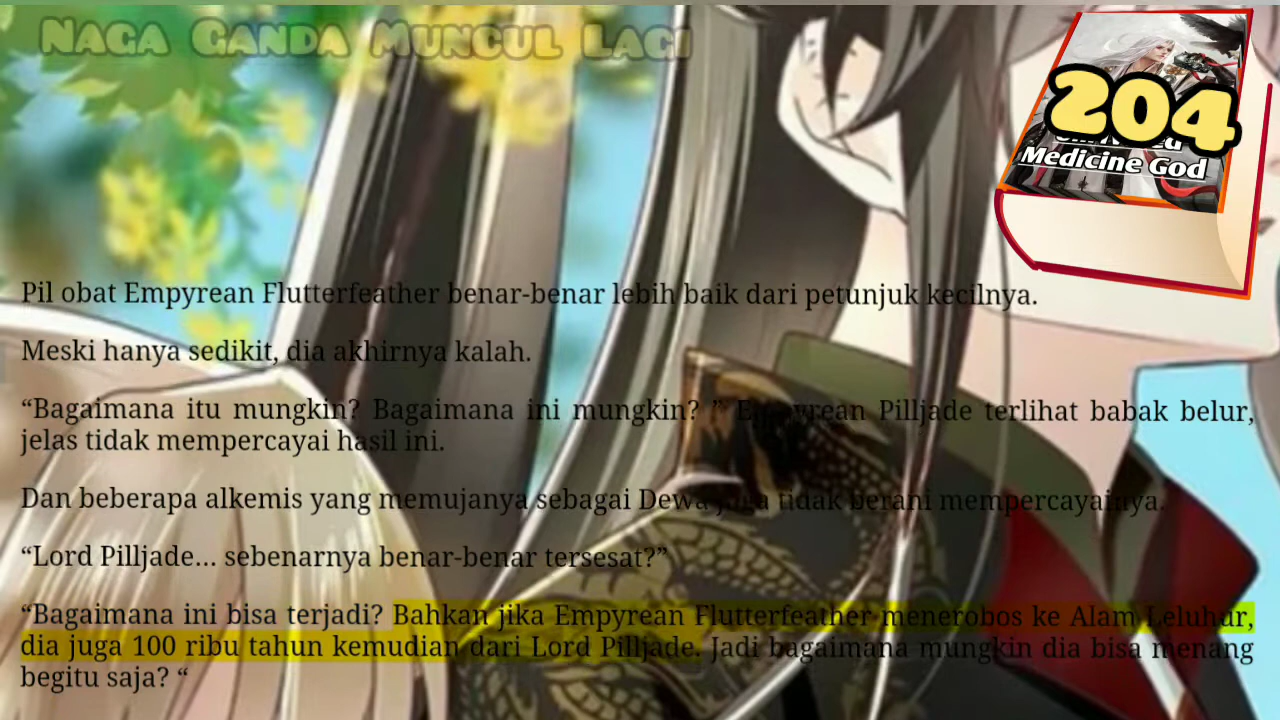 Naga Ganda Muncul Lagi
204
Medicine God
Pil obat Empyrean Flutterfeather benar-benar lebih baik dari petunjuk kecilnya.
Meski hanya sedikit, dia akhirnya kalah.
“Bagaimana itu mungkin? Bagaimana ini mungkin? ” Empyrean Pilljade terlihat babak belur,
jelas tidak mempercayai hasil ini.
Dan beberapa alkemis yang memujanya sebagai Dewa juga tidak berani mempercayainya.
“Lord Pilljade... sebenarnya benar-benar tersesat?”
“Bagaimana ini bisa terjadi? Bahkan jika Empyrean Flutterfeather menerobos ke Alam Leluhur,
dia juga 100 ribu tahun kemudian dari Lord Pilljade. Jadi bagaimana mungkin dia bisa menang
begitu saja? “